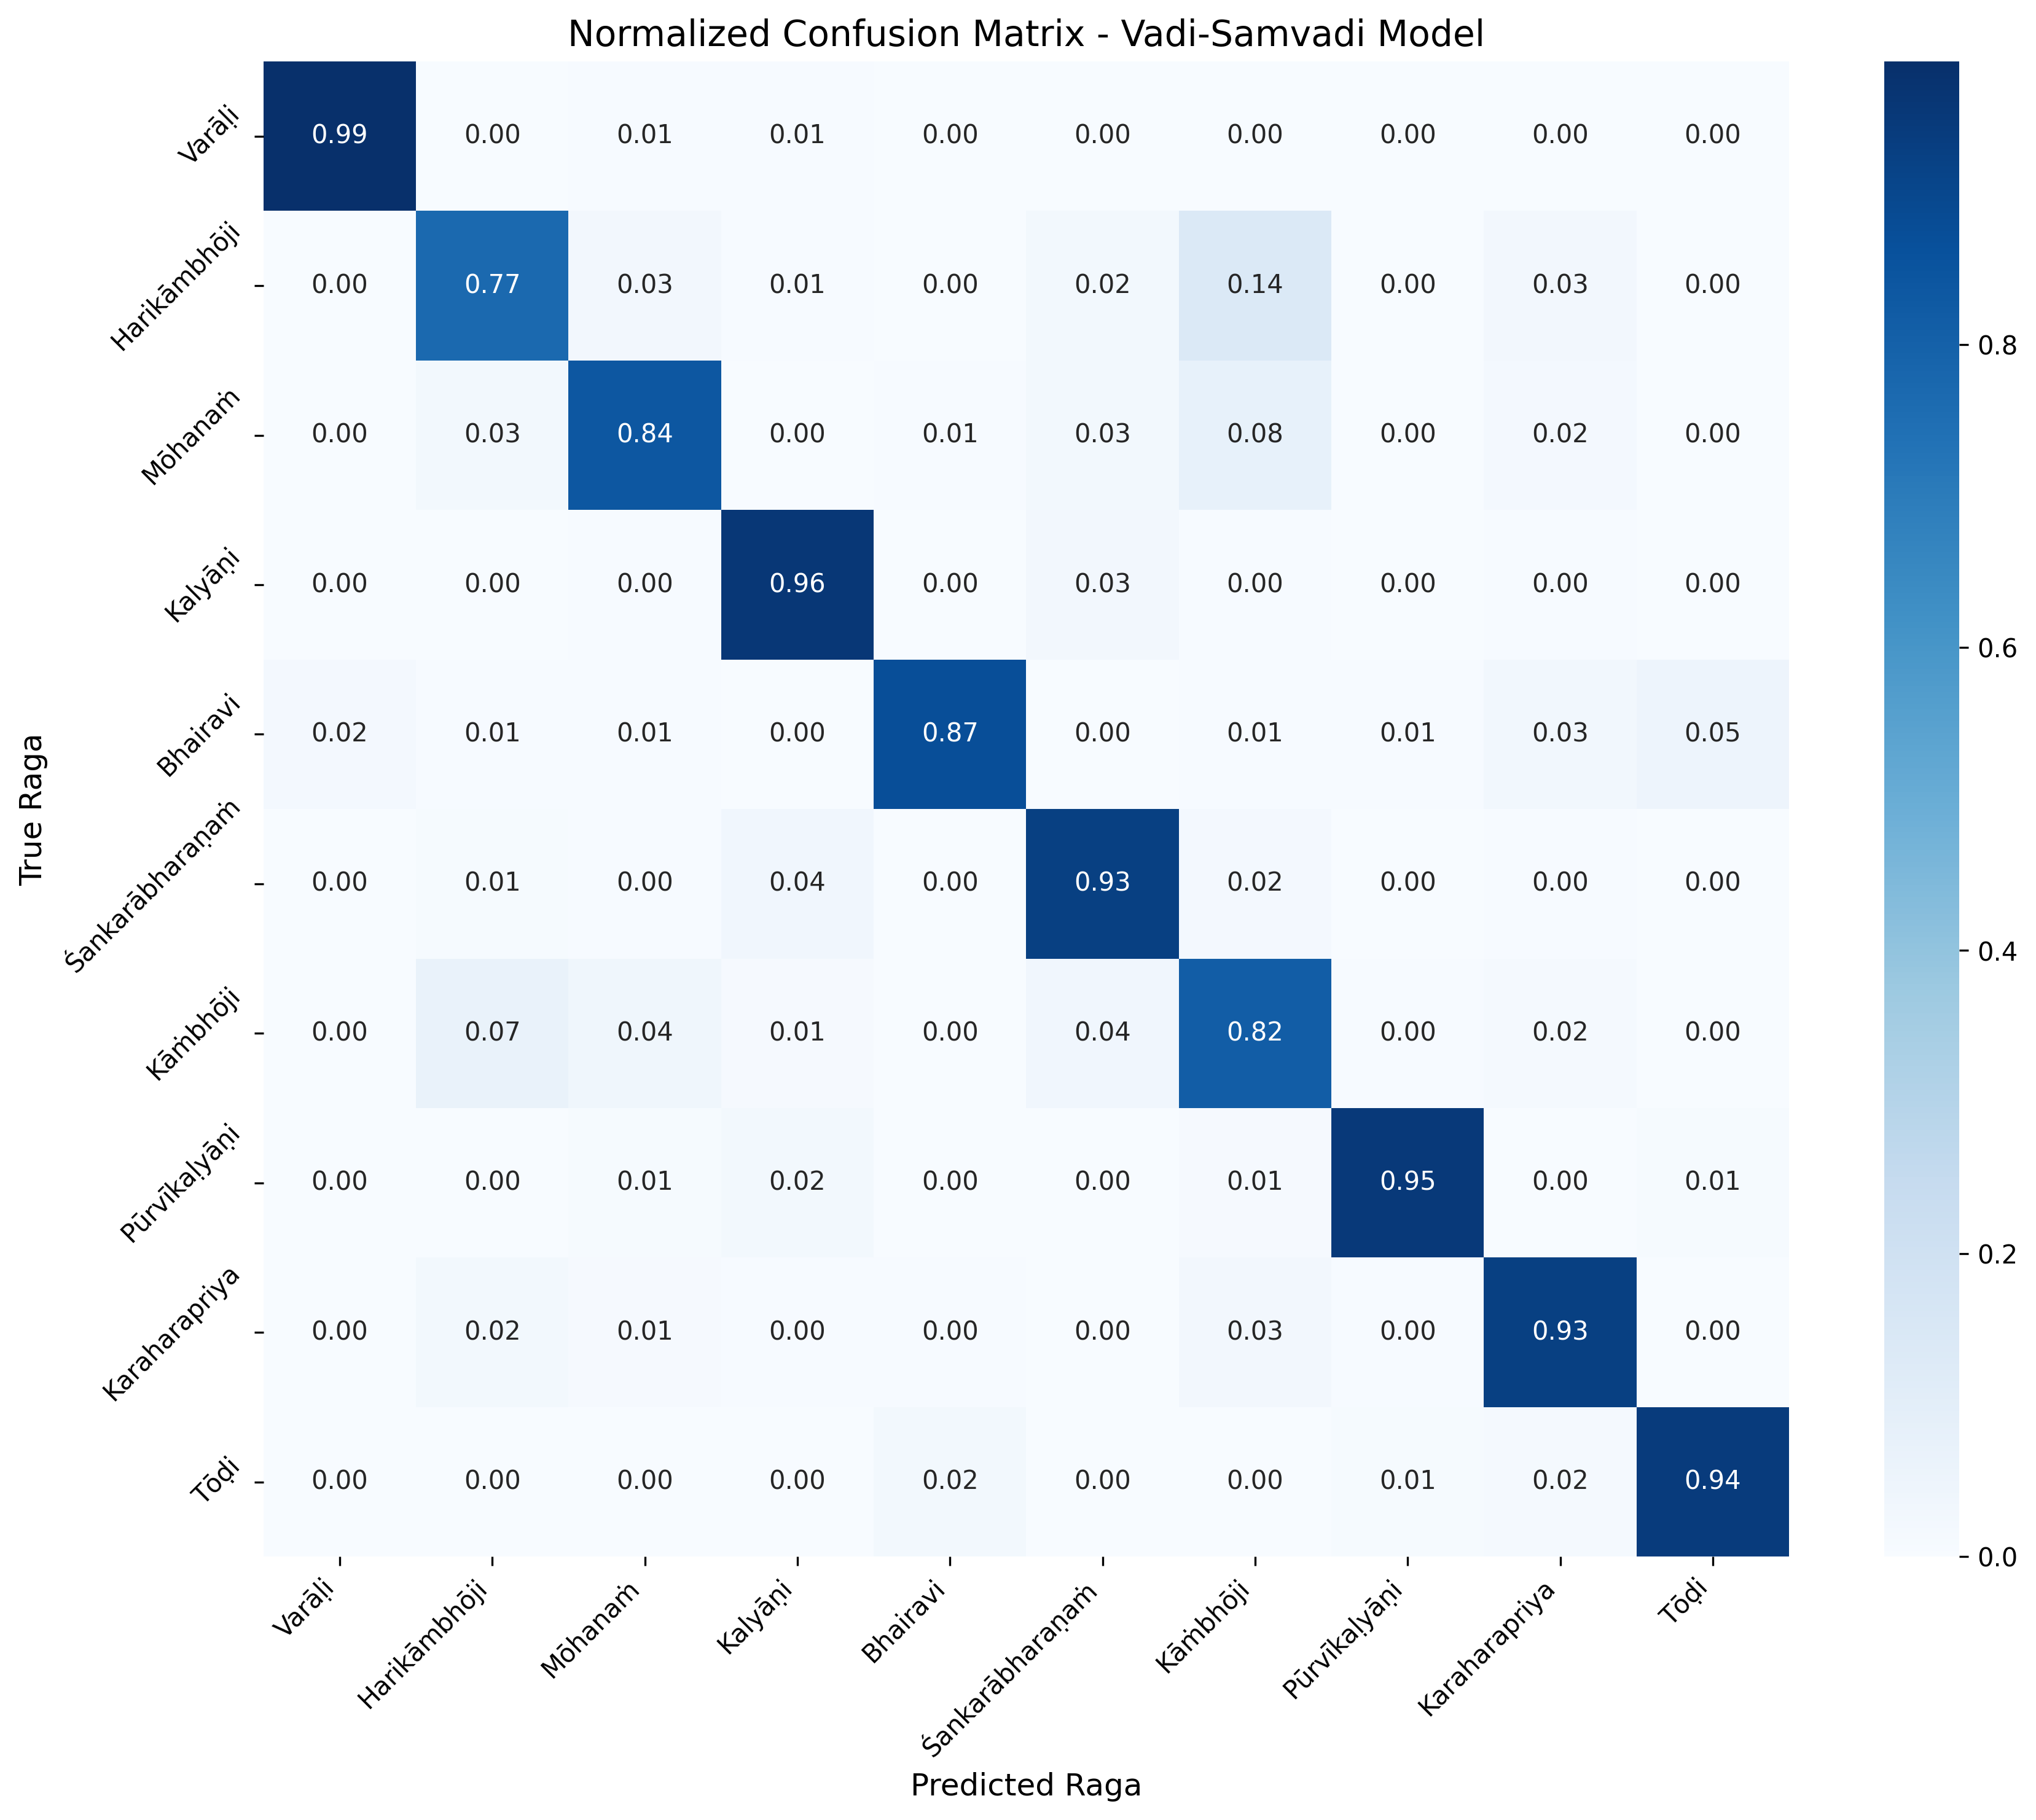 Normalized Confusion Matrix - Vadi-Samvadi Model
True Raga
Varāḷi 0.99 0.00 0.01 0.01 0.00 0.00 0.00 0.00 0.00 0.00
Harikāmbhōji 0.00 0.77 0.03 0.01 0.00 0.02 0.14 0.00 0.03 0.00
Mōhanaṁ 0.00 0.03 0.84 0.00 0.01 0.03 0.08 0.00 0.02 0.00
Kalyāṇi 0.00 0.00 0.00 0.96 0.00 0.03 0.00 0.00 0.00 0.00
Bhairavi 0.02 0.01 0.01 0.00 0.87 0.00 0.01 0.01 0.03 0.05
Śankarābharaṇaṁ 0.00 0.01 0.00 0.04 0.00 0.93 0.02 0.00 0.00 0.00
Kāṁbhōji 0.00 0.07 0.04 0.01 0.00 0.04 0.82 0.00 0.02 0.00
Pūrvīkaḷyāṇi 0.00 0.00 0.01 0.02 0.00 0.00 0.01 0.95 0.00 0.01
Karaharapriya 0.00 0.02 0.01 0.00 0.00 0.00 0.03 0.00 0.93 0.00
Tōḍi 0.00 0.00 0.00 0.00 0.02 0.00 0.00 0.01 0.02 0.94
Varāḷi Harikāmbhōji Mōhanaṁ Kalyāṇi Bhairavi Śankarābharaṇaṁ Kāṁbhōji Pūrvīkaḷyāṇi Karaharapriya Tōḍi
Predicted Raga
0.8
0.6
0.4
0.2
0.0